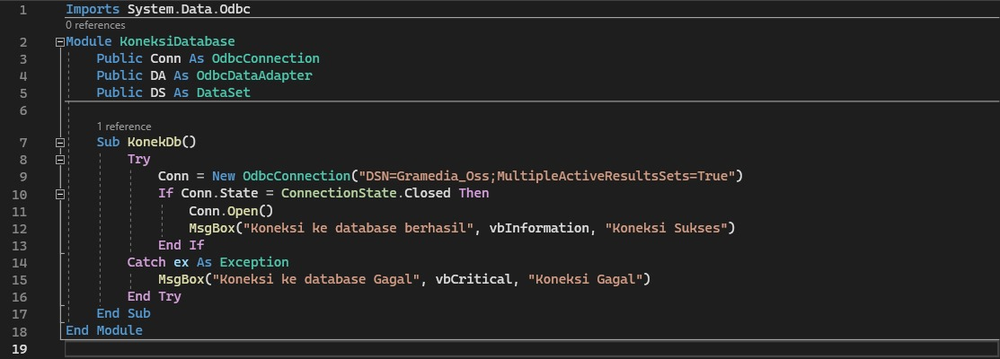 1 Imports System.Data.Odbc
0 references
2 Module KoneksiDatabase
3 Public Conn As OdbcConnection
4 Public DA As OdbcDataAdapter
5 Public DS As DataSet
6
1 reference
7 Sub KonekDb()
8 Try
9 Conn = New OdbcConnection("DSN=Gramedia_Oss;MultipleActiveResultsSets=True")
10 If Conn.State = ConnectionState.Closed Then
11 Conn.Open()
12 MsgBox("Koneksi ke database berhasil", vbInformation, "Koneksi Sukses")
13 End If
14 Catch ex As Exception
15 MsgBox("Koneksi ke database Gagal", vbCritical, "Koneksi Gagal")
16 End Try
17 End Sub
18 End Module
19